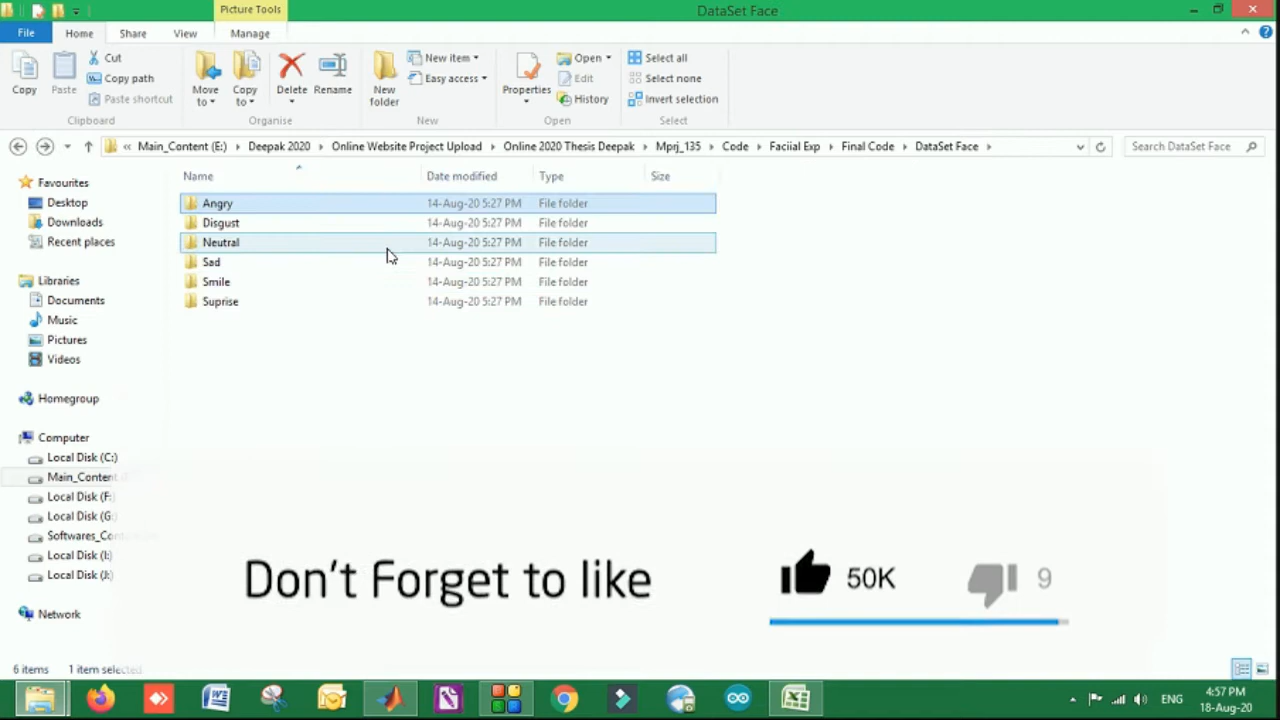 Picture Tools
DataSet Face
File Home Share View Manage
Copy
Paste
Cut
Copy path
Paste shortcut
Clipboard
Move to
Copy to
Delete
Rename
Organise
New folder
New item
Easy access
New
Properties
Open
Edit
History
Open
Select all
Select none
Invert selection
Select
« Main_Content (E:) Deepak 2020 Online Website Project Upload Online 2020 Thesis Deepak Mprj_135 Code Faciial Exp Final Code DataSet Face
Search DataSet Face
Favourites
Desktop
Downloads
Recent places
Libraries
Documents
Music
Pictures
Videos
Homegroup
Computer
Local Disk (C:)
Main_Content
Local Disk (F:)
Local Disk (G:)
Softwares_Co
Local Disk (I:)
Local Disk (J:)
Network
Name Date modified Type Size
Angry 14-Aug-20 5:27 PM File folder
Disgust 14-Aug-20 5:27 PM File folder
Neutral 14-Aug-20 5:27 PM File folder
Sad 14-Aug-20 5:27 PM File folder
Smile 14-Aug-20 5:27 PM File folder
Suprise 14-Aug-20 5:27 PM File folder
Don't Forget to like 50K 9
6 items 1 item selected
ENG
4:57 PM
18-Aug-20